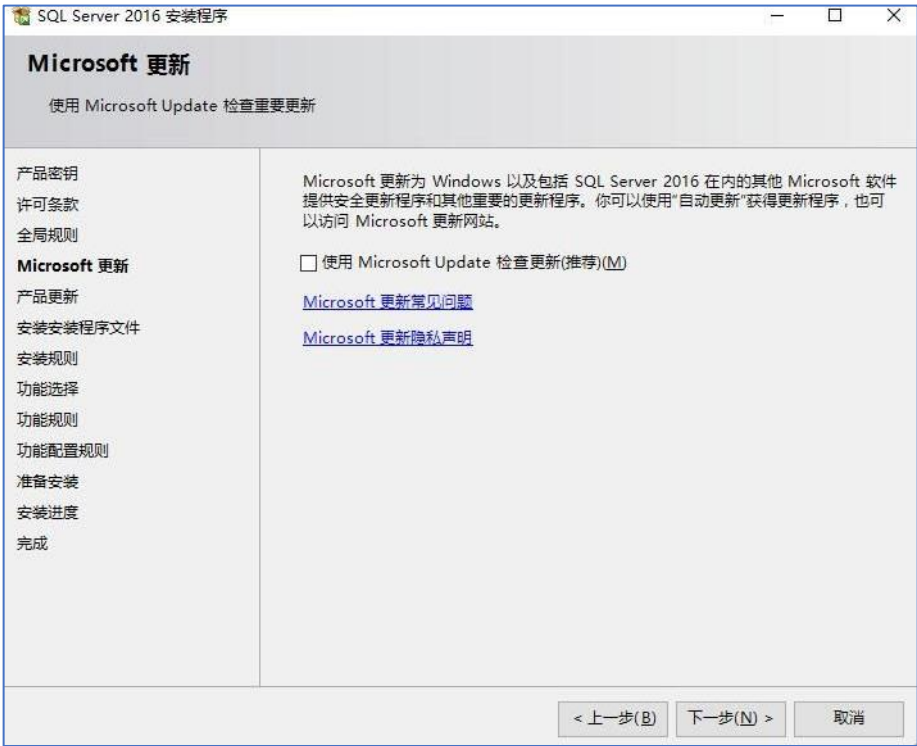 SQL Server 2016 安装程序
Microsoft 更新
使用 Microsoft Update 检查重要更新
产品密钥
许可条款
全局规则
Microsoft 更新
产品更新
安装安装程序文件
安装规则
功能选择
功能规则
功能配置规则
准备安装
安装进度
完成
Microsoft 更新为 Windows 以及包括 SQL Server 2016 在内的其他 Microsoft 软件
提供安全更新程序和其他重要的更新程序。你可以使用“自动更新”获得更新程序，也可
以访问 Microsoft 更新网站。
使用 Microsoft Update 检查更新(推荐)(M)
Microsoft 更新常见问题
Microsoft 更新隐私声明
< 上一步(B) 下一步(N) > 取消